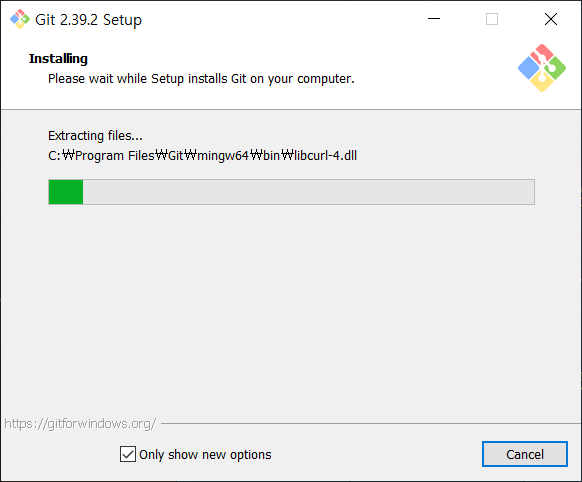 Git 2.39.2 Setup
Installing
Please wait while Setup installs Git on your computer.
Extracting files...
C:₩Program Files₩Git₩mingw64₩bin₩libcurl-4.dll
https://gitforwindows.org/
Only show new options
Cancel